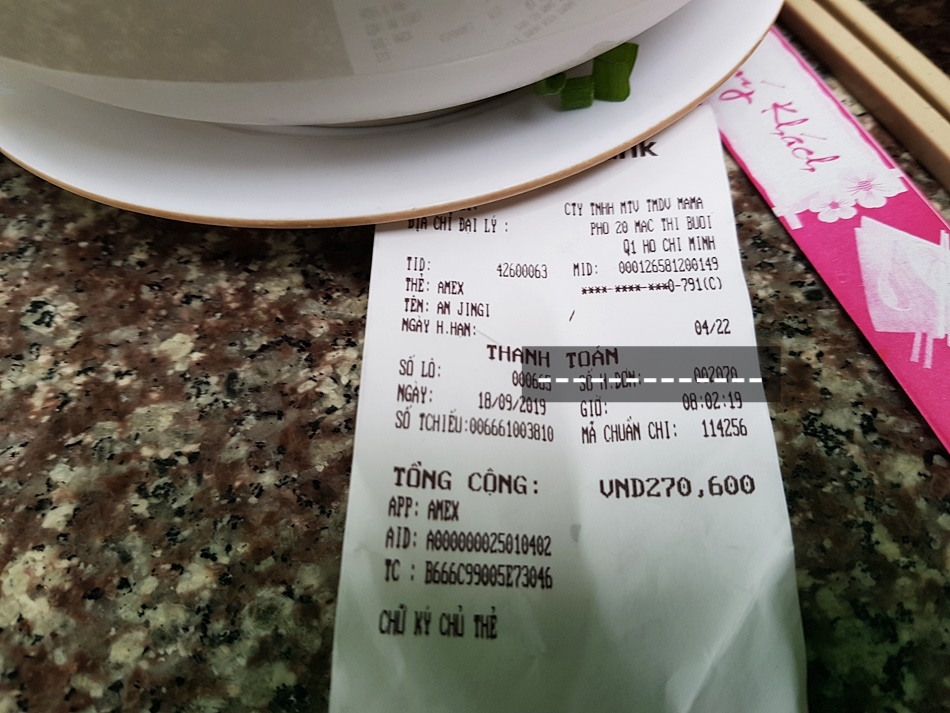 nk
CTY TNHH MTV TMDV MAMA
ĐỊA CHỈ ĐẠI LÝ : PHO 20 MAC THI BUOI
Q1 HO CHI MINH
TID: 42600063 MID: 000126581200149
THẺ: AMEX **** **** ***0-791(C)
TÊN: AN JINGI /
NGÀY H.HẠN: 04/22
THANH TOÁN
SỐ LÔ: SỐ H.ĐƠN:
NGÀY: 18/09/2019 GIỜ: 08:02:19
SỐ TCHIẾU:006661003810 MÃ CHUẨN CHI: 114256
TỔNG CỘNG: VND270,600
APP: AMEX
AID: A000000025010402
TC : B666C99005E73046
CHỮ KÝ CHỦ THẺ
Khách